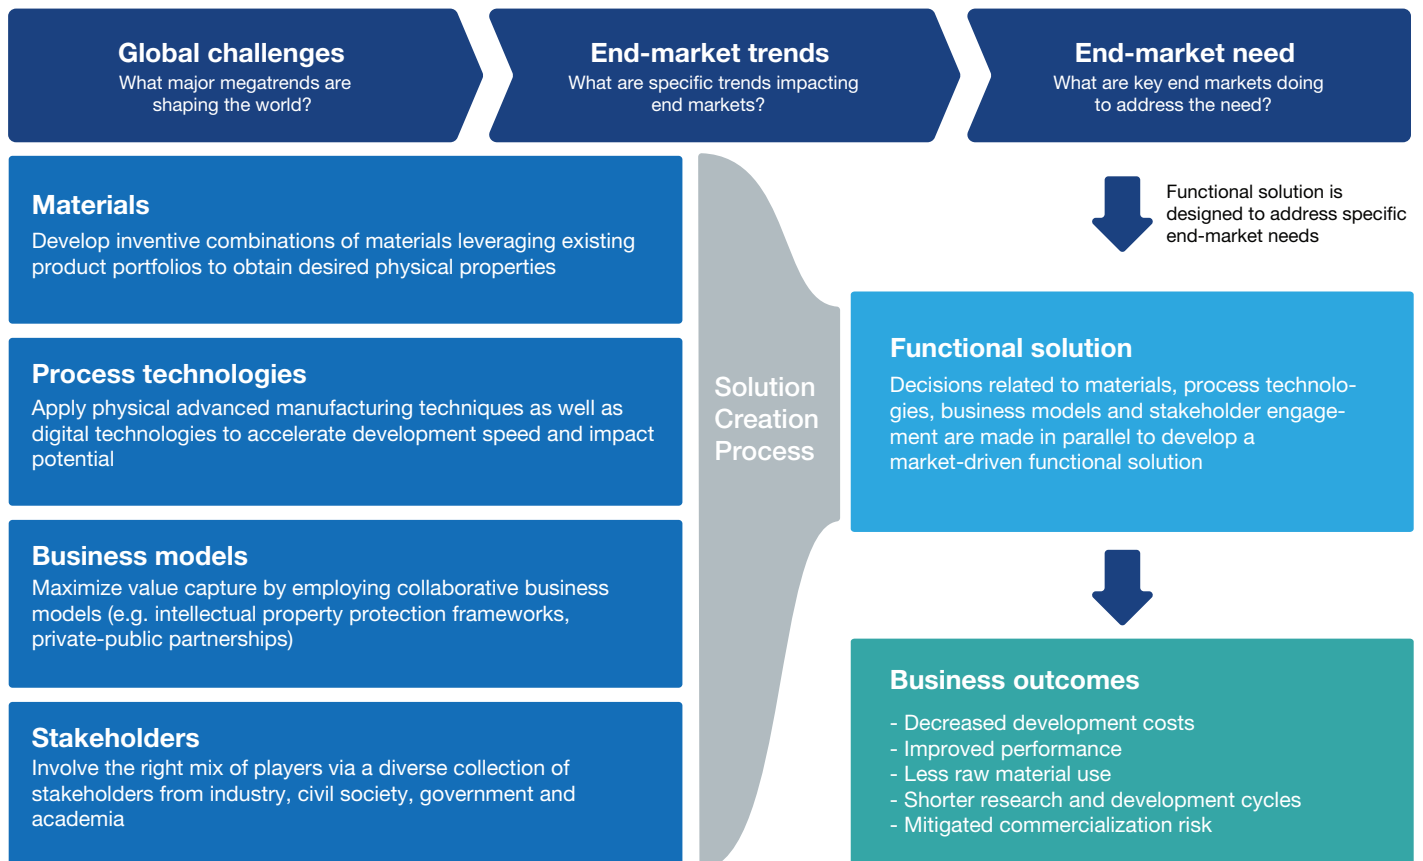 Global challenges
What major megatrends are
shaping the world?
End-market trends
What are specific trends impacting
end markets?
End-market need
What are key end markets doing
to address the need?
Materials
Develop inventive combinations of materials leveraging existing
product portfolios to obtain desired physical properties
Process technologies
Apply physical advanced manufacturing techniques as well as
digital technologies to accelerate development speed and impact
potential
Business models
Maximize value capture by employing collaborative business
models (e.g. intellectual property protection frameworks,
private-public partnerships)
Stakeholders
Involve the right mix of players via a diverse collection of
stakeholders from industry, civil society, government and
academia
Solution
Creation
Process
Functional solution is
designed to address specific
end-market needs
Functional solution
Decisions related to materials, process technolo-
gies, business models and stakeholder engage-
ment are made in parallel to develop a
market-driven functional solution
Business outcomes
- Decreased development costs
- Improved performance
- Less raw material use
- Shorter research and development cycles
- Mitigated commercialization risk